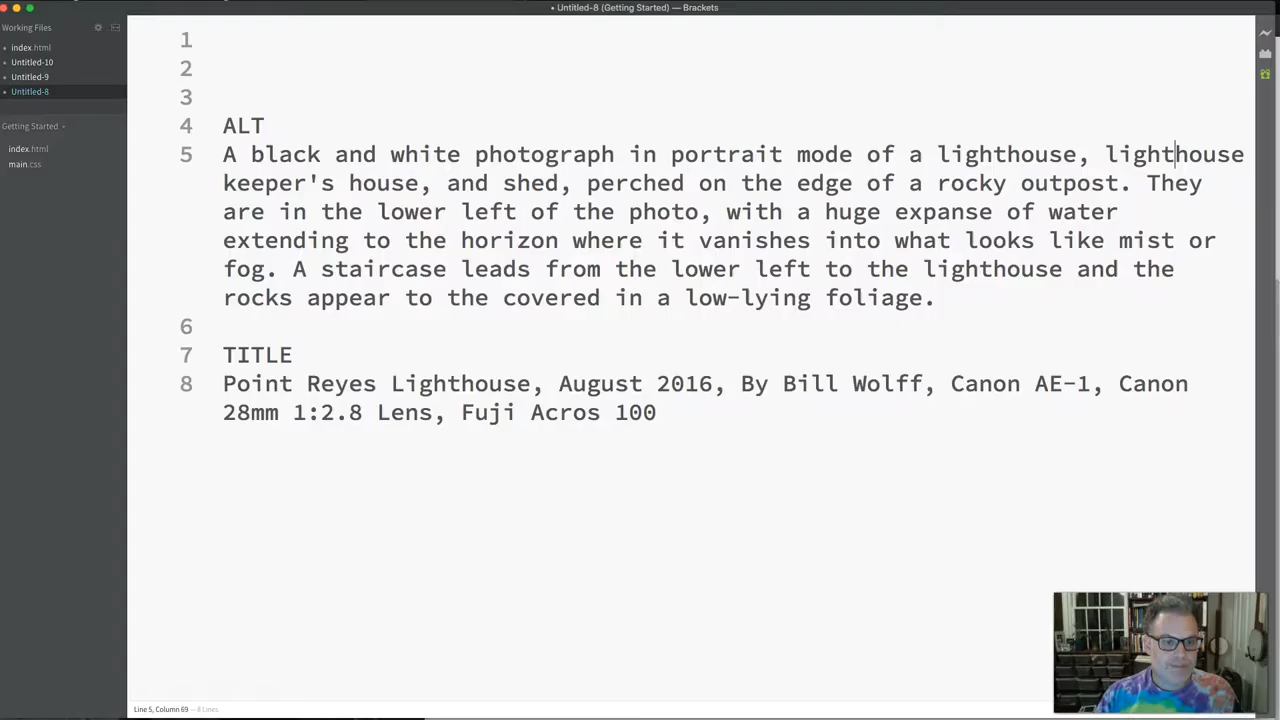 • Untitled-8 (Getting Started) — Brackets
Working Files
• index.html
• Untitled-10
• Untitled-9
• Untitled-8
Getting Started
index.html
main.css
1
2
3
4 ALT
5 A black and white photograph in portrait mode of a lighthouse, lighthouse
keeper's house, and shed, perched on the edge of a rocky outpost. They
are in the lower left of the photo, with a huge expanse of water
extending to the horizon where it vanishes into what looks like mist or
fog. A staircase leads from the lower left to the lighthouse and the
rocks appear to the covered in a low-lying foliage.
6
7 TITLE
8 Point Reyes Lighthouse, August 2016, By Bill Wolff, Canon AE-1, Canon
28mm 1:2.8 Lens, Fuji Acros 100
Line 5, Column 69 — 8 Lines